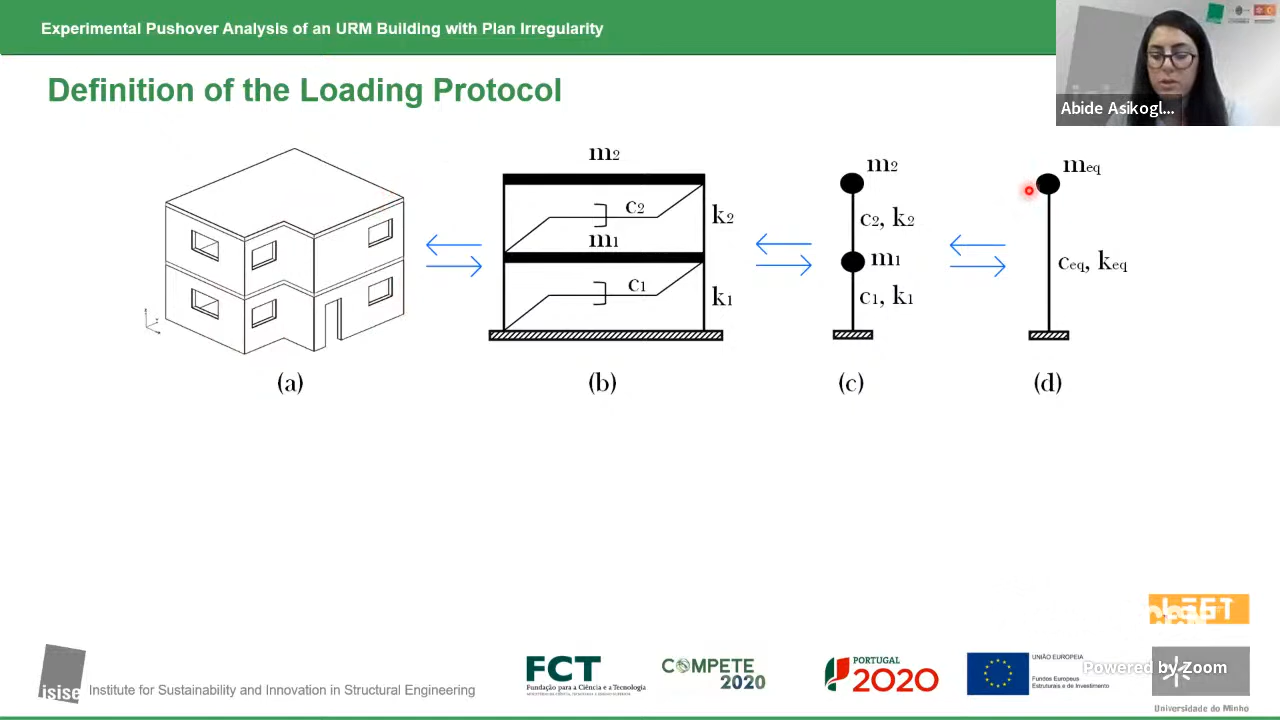 Experimental Pushover Analysis of an URM Building with Plan Irregularity
Definition of the Loading Protocol
Abide Asikogl...
m2
c2
k2
m1
c1
k1
m2
c2, k2
m1
c1, k1
meq
ceq, keq
(a)
(b)
(c)
(d)
isise
Institute for Sustainability and Innovation in Structural Engineering
FCT
Fundação para a Ciência e a Tecnologia
COMPETE
2020
PORTUGAL
2020
UNIÃO EUROPEIA
Fundos Europeus
Estruturais e de Investimento
Powered by Zoom
Universidade do Minho